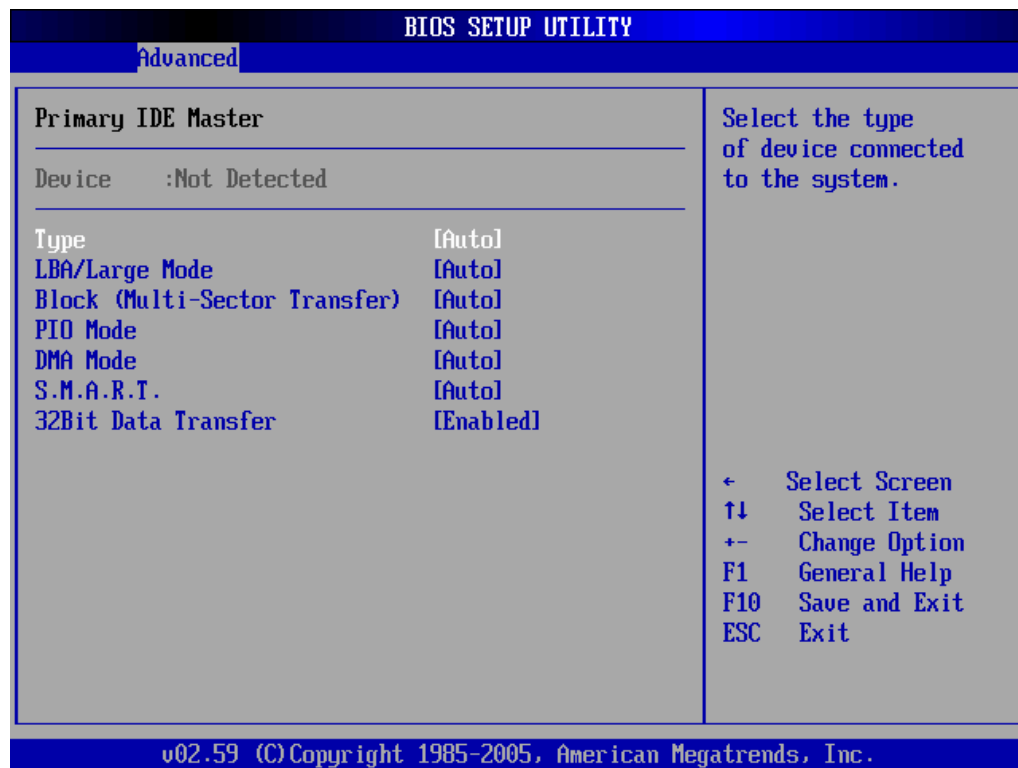 BIOS SETUP UTILITY
Advanced
Primary IDE Master
Device :Not Detected
Type [Auto]
LBA/Large Mode [Auto]
Block (Multi-Sector Transfer) [Auto]
PIO Mode [Auto]
DMA Mode [Auto]
S.M.A.R.T. [Auto]
32Bit Data Transfer [Enabled]
Select the type
of device connected
to the system.
← Select Screen
↑↓ Select Item
+- Change Option
F1 General Help
F10 Save and Exit
ESC Exit
v02.59 (C)Copyright 1985-2005, American Megatrends, Inc.